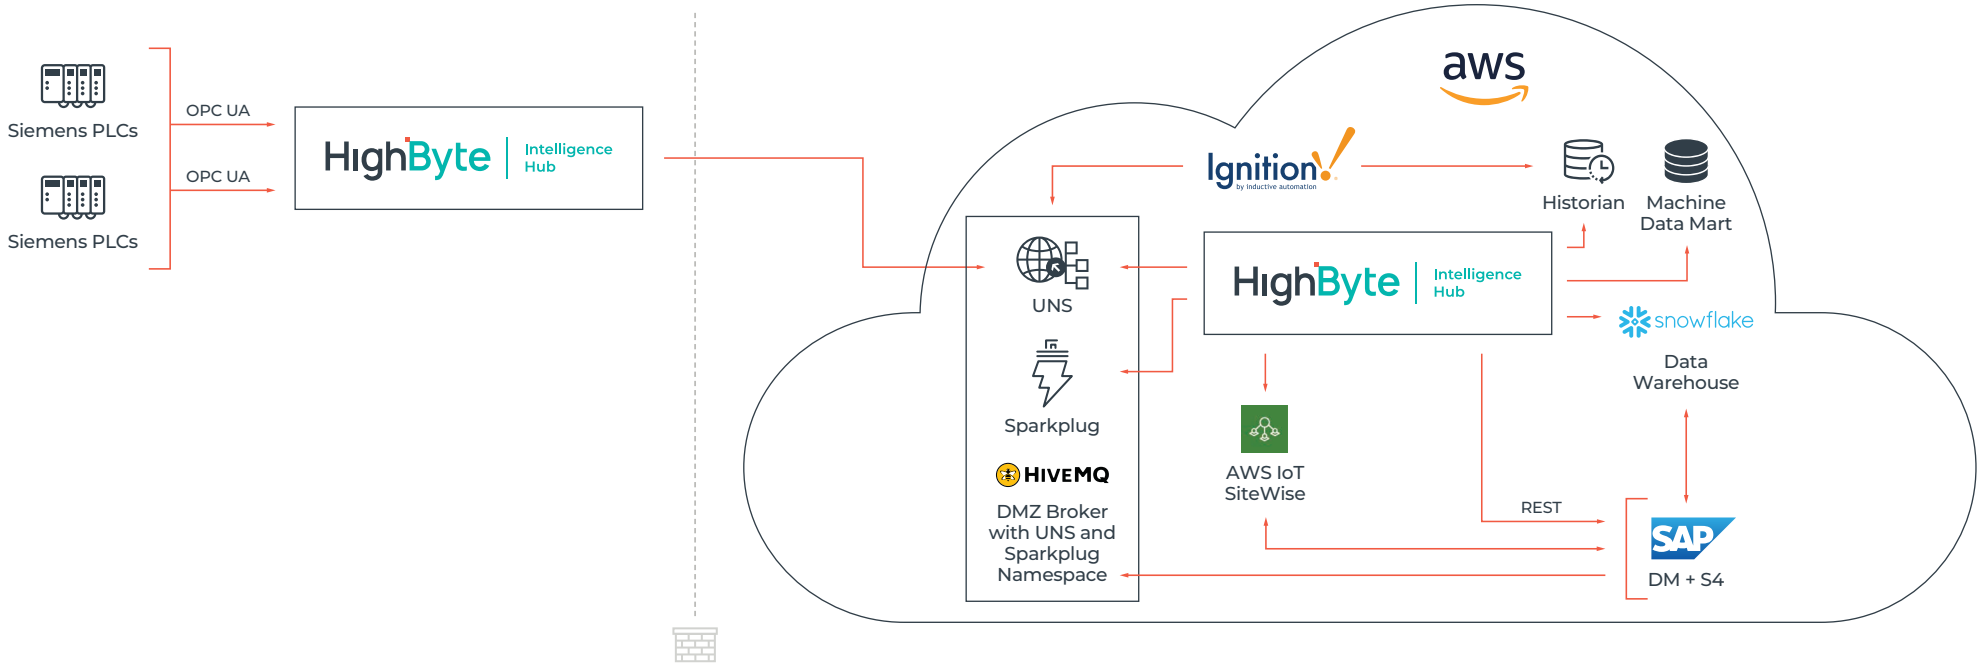 Siemens PLCs
Siemens PLCs
OPC UA
OPC UA
HighByte
Intelligence
Hub
aws
Ignition!
by inductive automation
Historian
Machine
Data Mart
UNS
Sparkplug
HIVEMQ
DMZ Broker
with UNS and
Sparkplug
Namespace
HighByte
Intelligence
Hub
snowflake
Data
Warehouse
AWS IoT
SiteWise
REST
SAP
DM + S4